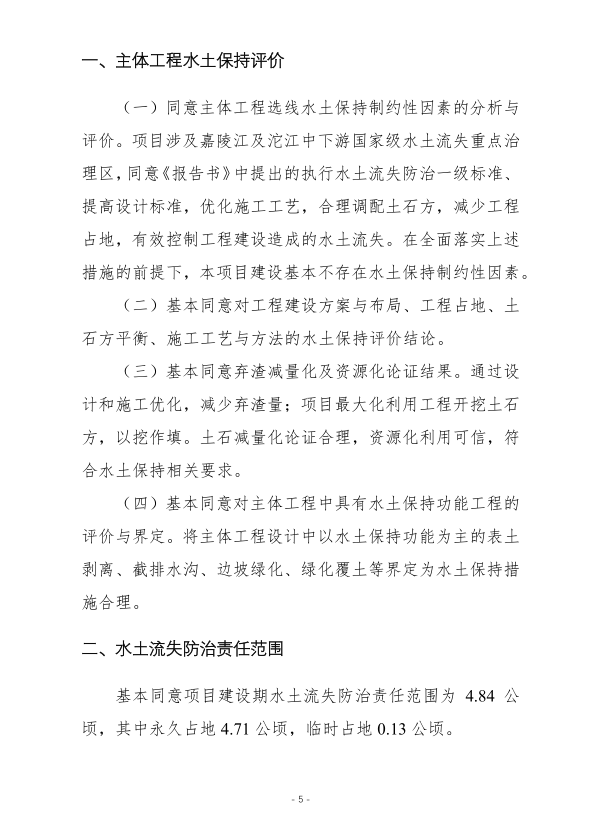 一、主体工程水土保持评价
（一）同意主体工程选线水土保持制约性因素的分析与
评价。项目涉及嘉陵江及沱江中下游国家级水土流失重点治
理区，同意《报告书》中提出的执行水土流失防治一级标准、
提高设计标准，优化施工工艺，合理调配土石方，减少工程
占地，有效控制工程建设造成的水土流失。在全面落实上述
措施的前提下，本项目建设基本不存在水土保持制约性因素。
（二）基本同意对工程建设方案与布局、工程占地、土
石方平衡、施工工艺与方法的水土保持评价结论。
（三）基本同意弃渣减量化及资源化论证结果。通过设
计和施工优化，减少弃渣量；项目最大化利用工程开挖土石
方，以挖作填。土石减量化论证合理，资源化利用可信，符
合水土保持相关要求。
（四）基本同意对主体工程中具有水土保持功能工程的
评价与界定。将主体工程设计中以水土保持功能为主的表土
剥离、截排水沟、边坡绿化、绿化覆土等界定为水土保持措
施合理。
二、水土流失防治责任范围
基本同意项目建设期水土流失防治责任范围为 4.84 公
顷，其中永久占地 4.71 公顷，临时占地 0.13 公顷。
- 5 -